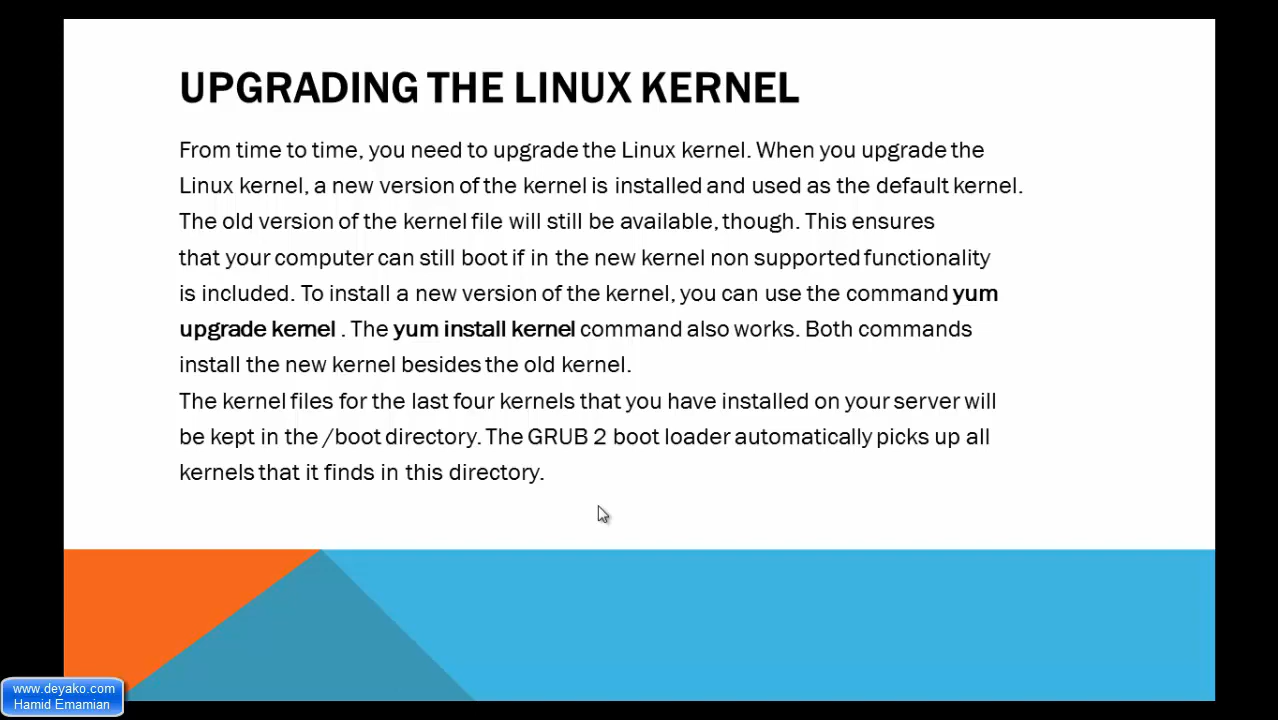 UPGRADING THE LINUX KERNEL
From time to time, you need to upgrade the Linux kernel. When you upgrade the
Linux kernel, a new version of the kernel is installed and used as the default kernel.
The old version of the kernel file will still be available, though. This ensures
that your computer can still boot if in the new kernel non supported functionality
is included. To install a new version of the kernel, you can use the command yum
upgrade kernel . The yum install kernel command also works. Both commands
install the new kernel besides the old kernel.
The kernel files for the last four kernels that you have installed on your server will
be kept in the /boot directory. The GRUB 2 boot loader automatically picks up all
kernels that it finds in this directory.
www.deyako.com
Hamid Emamian